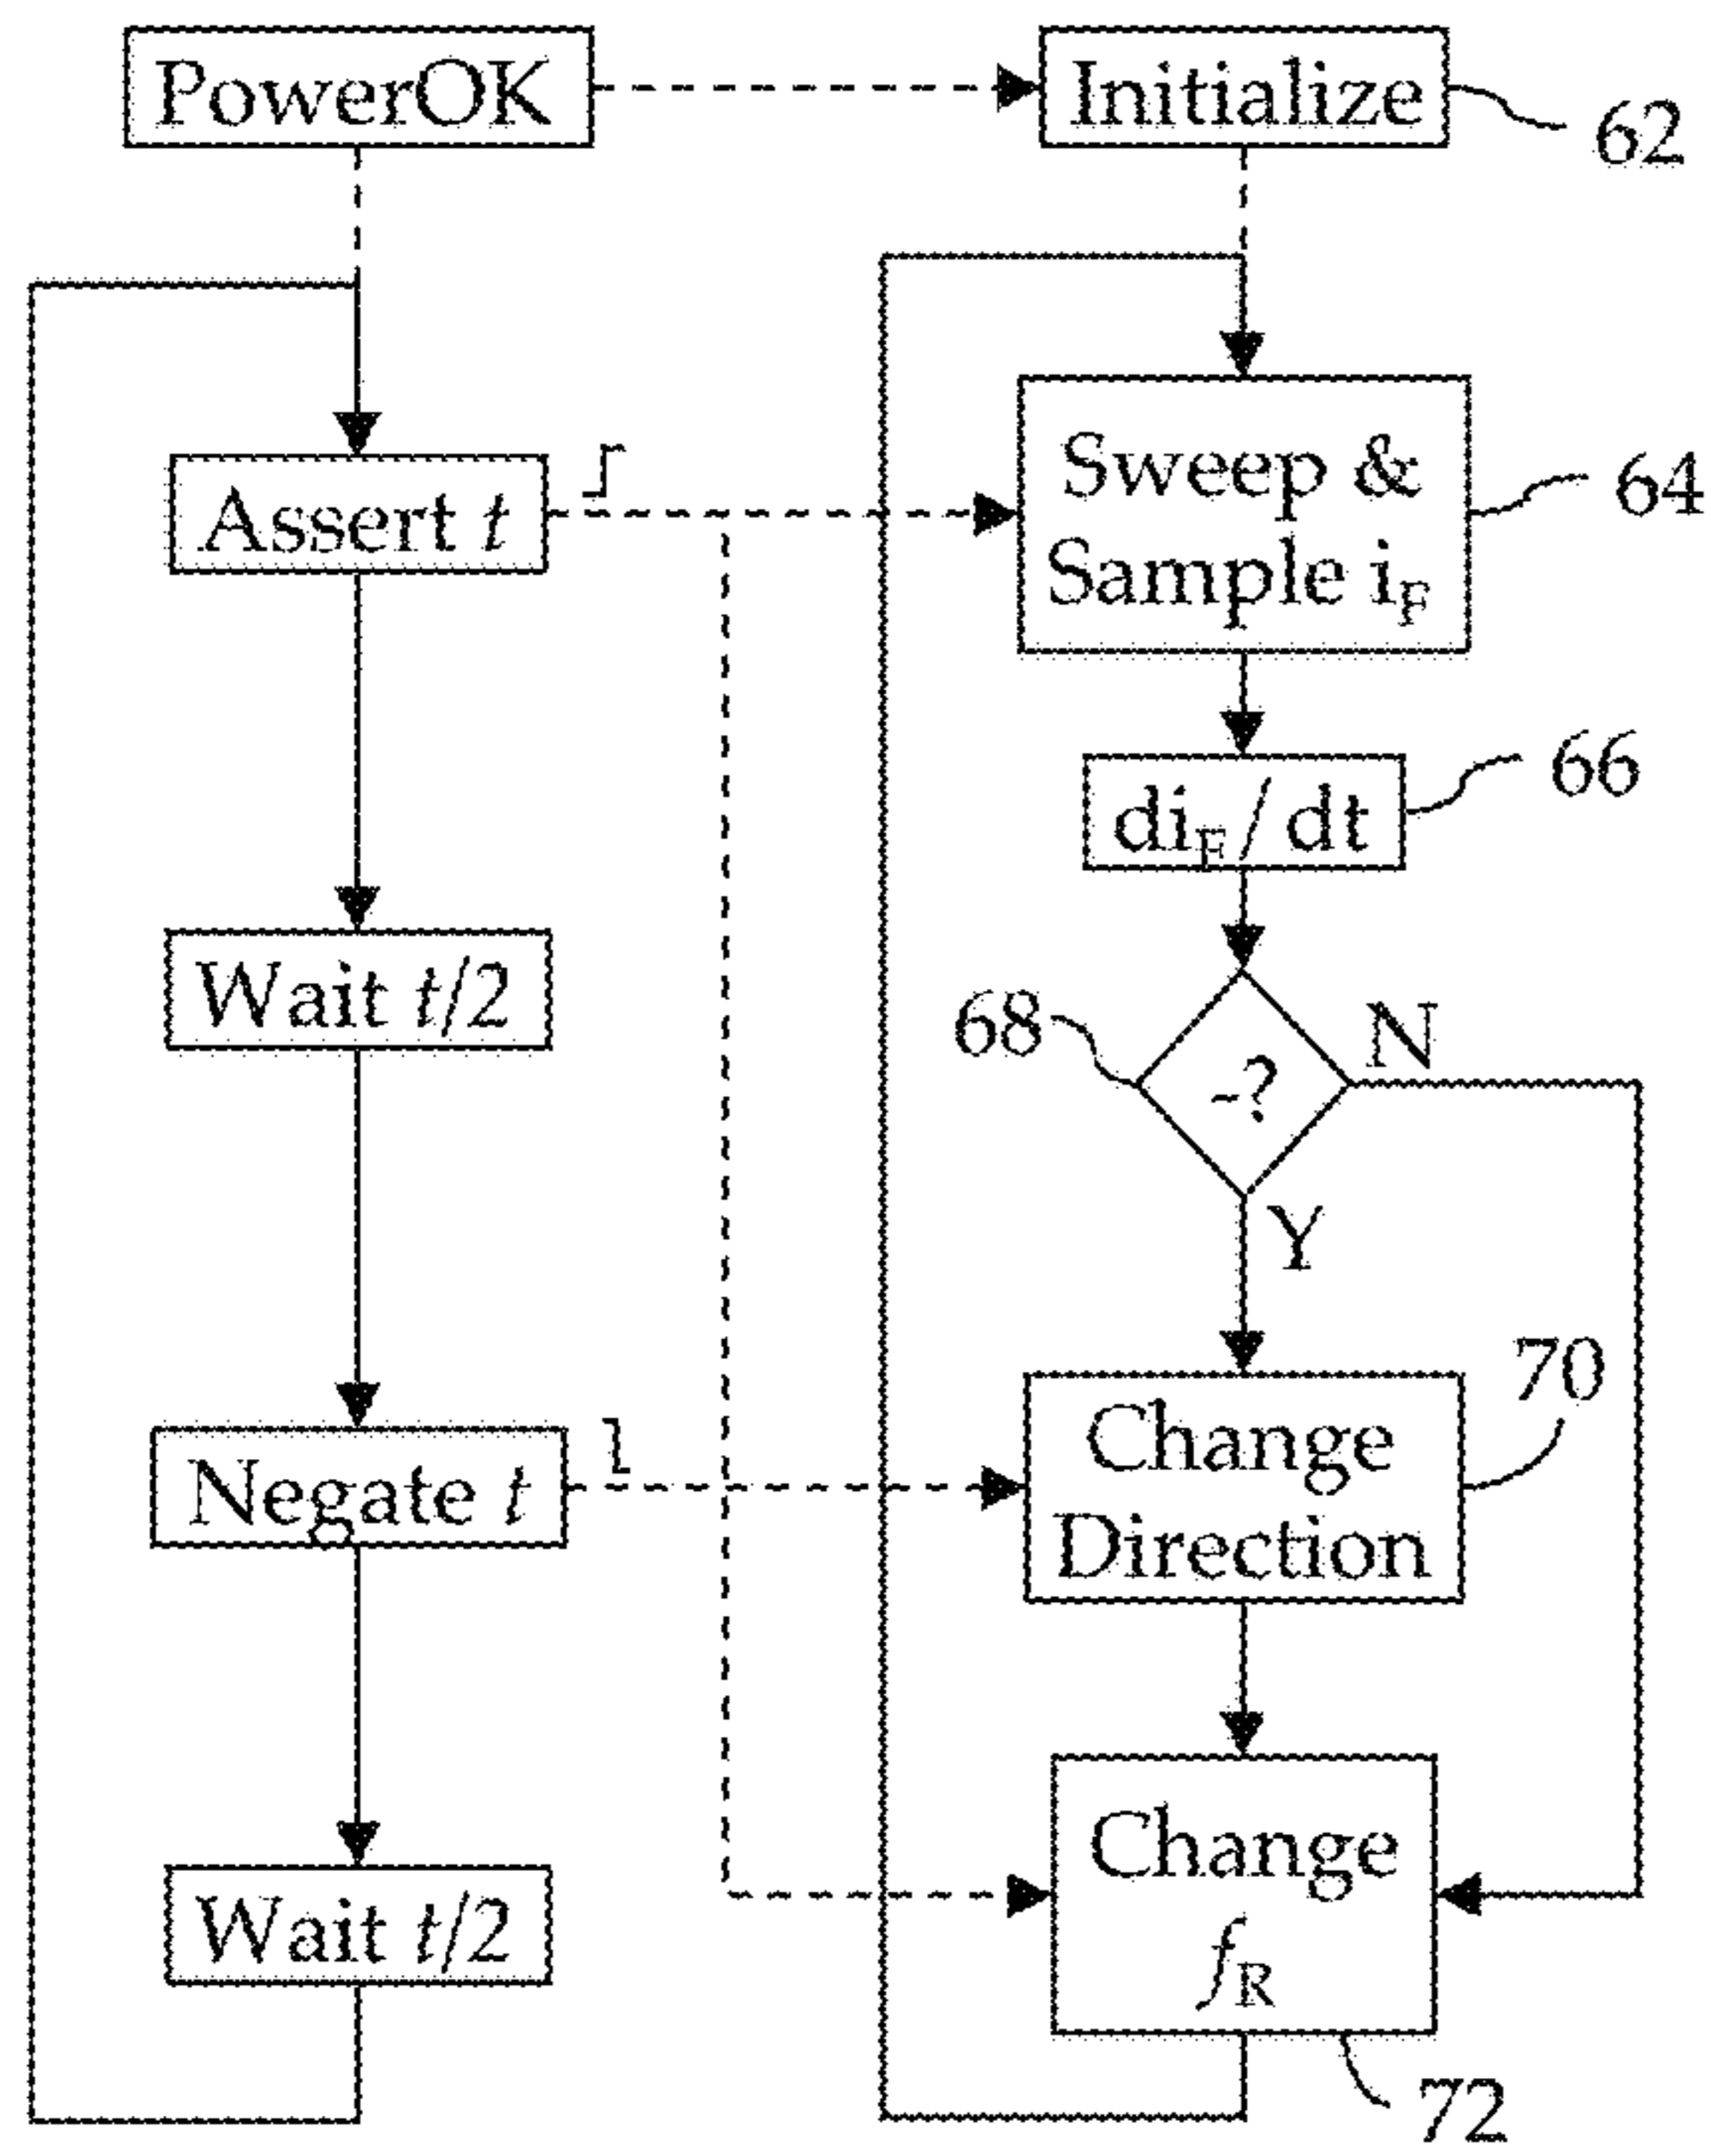 PowerOK
Initialize
62
Assert t
Sweep &
Sample iF
64
diF/dt
66
Wait t/2
68
-?
N
Y
Negate t
Change
Direction
70
Wait t/2
Change
fR
72